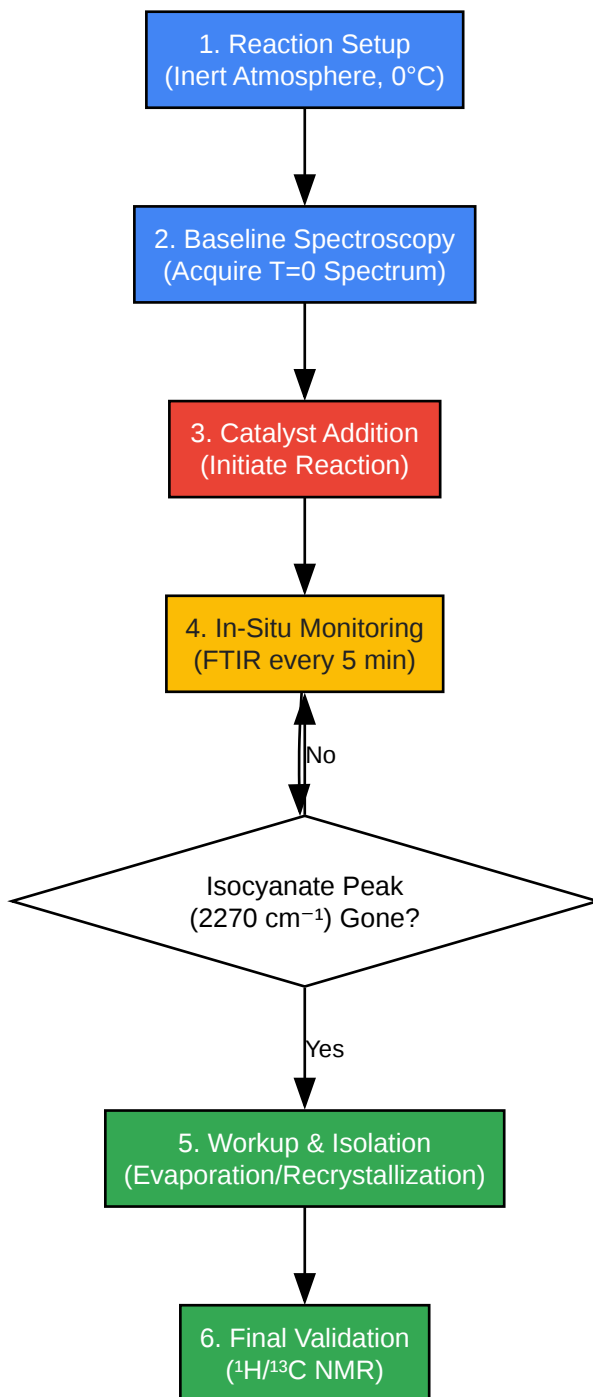 1. Reaction Setup
(Inert Atmosphere, 0°C)
2. Baseline Spectroscopy
(Acquire T=0 Spectrum)
3. Catalyst Addition
(Initiate Reaction)
4. In-Situ Monitoring
(FTIR every 5 min)
No
Isocyanate Peak
(2270 cm⁻¹) Gone?
Yes
5. Workup & Isolation
(Evaporation/Recrystallization)
6. Final Validation
(¹H/¹³C NMR)